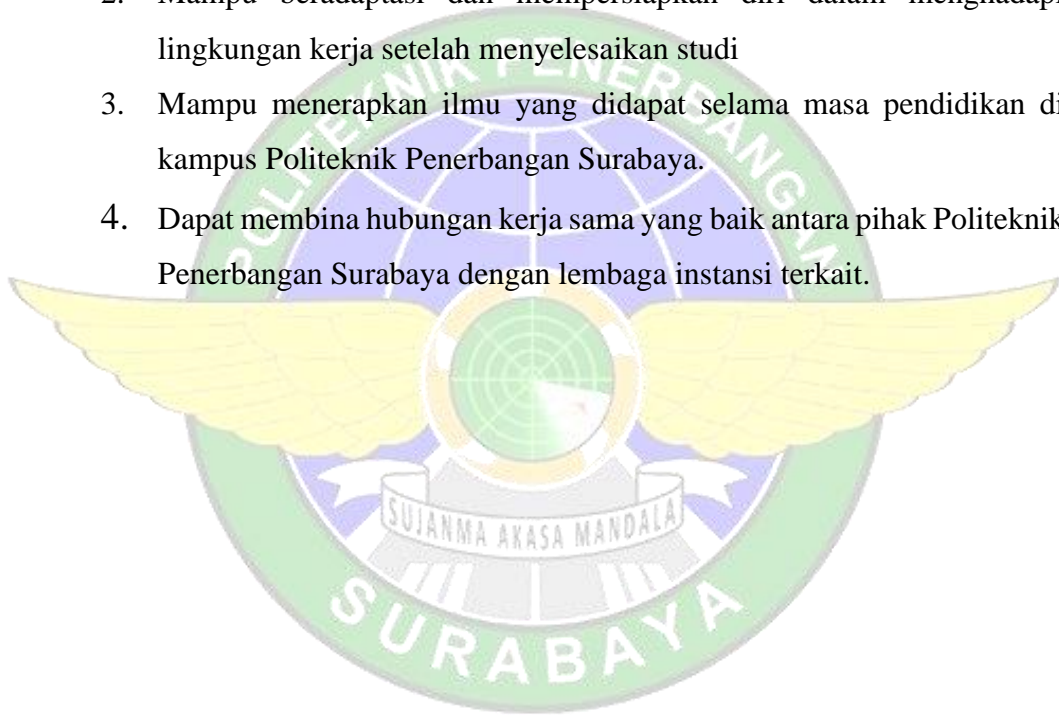 2. Mampu beradaptasi dan mempersiapkan diri dalam menghadapi
lingkungan kerja setelah menyelesaikan studi
3. Mampu menerapkan ilmu yang didapat selama masa pendidikan di
kampus Politeknik Penerbangan Surabaya.
4. Dapat membina hubungan kerja sama yang baik antara pihak Politeknik
Penerbangan Surabaya dengan lembaga instansi terkait.
POLITEKNIK PENERBANGAN
SUJANMA AKASA MANDALA
SURABAYA